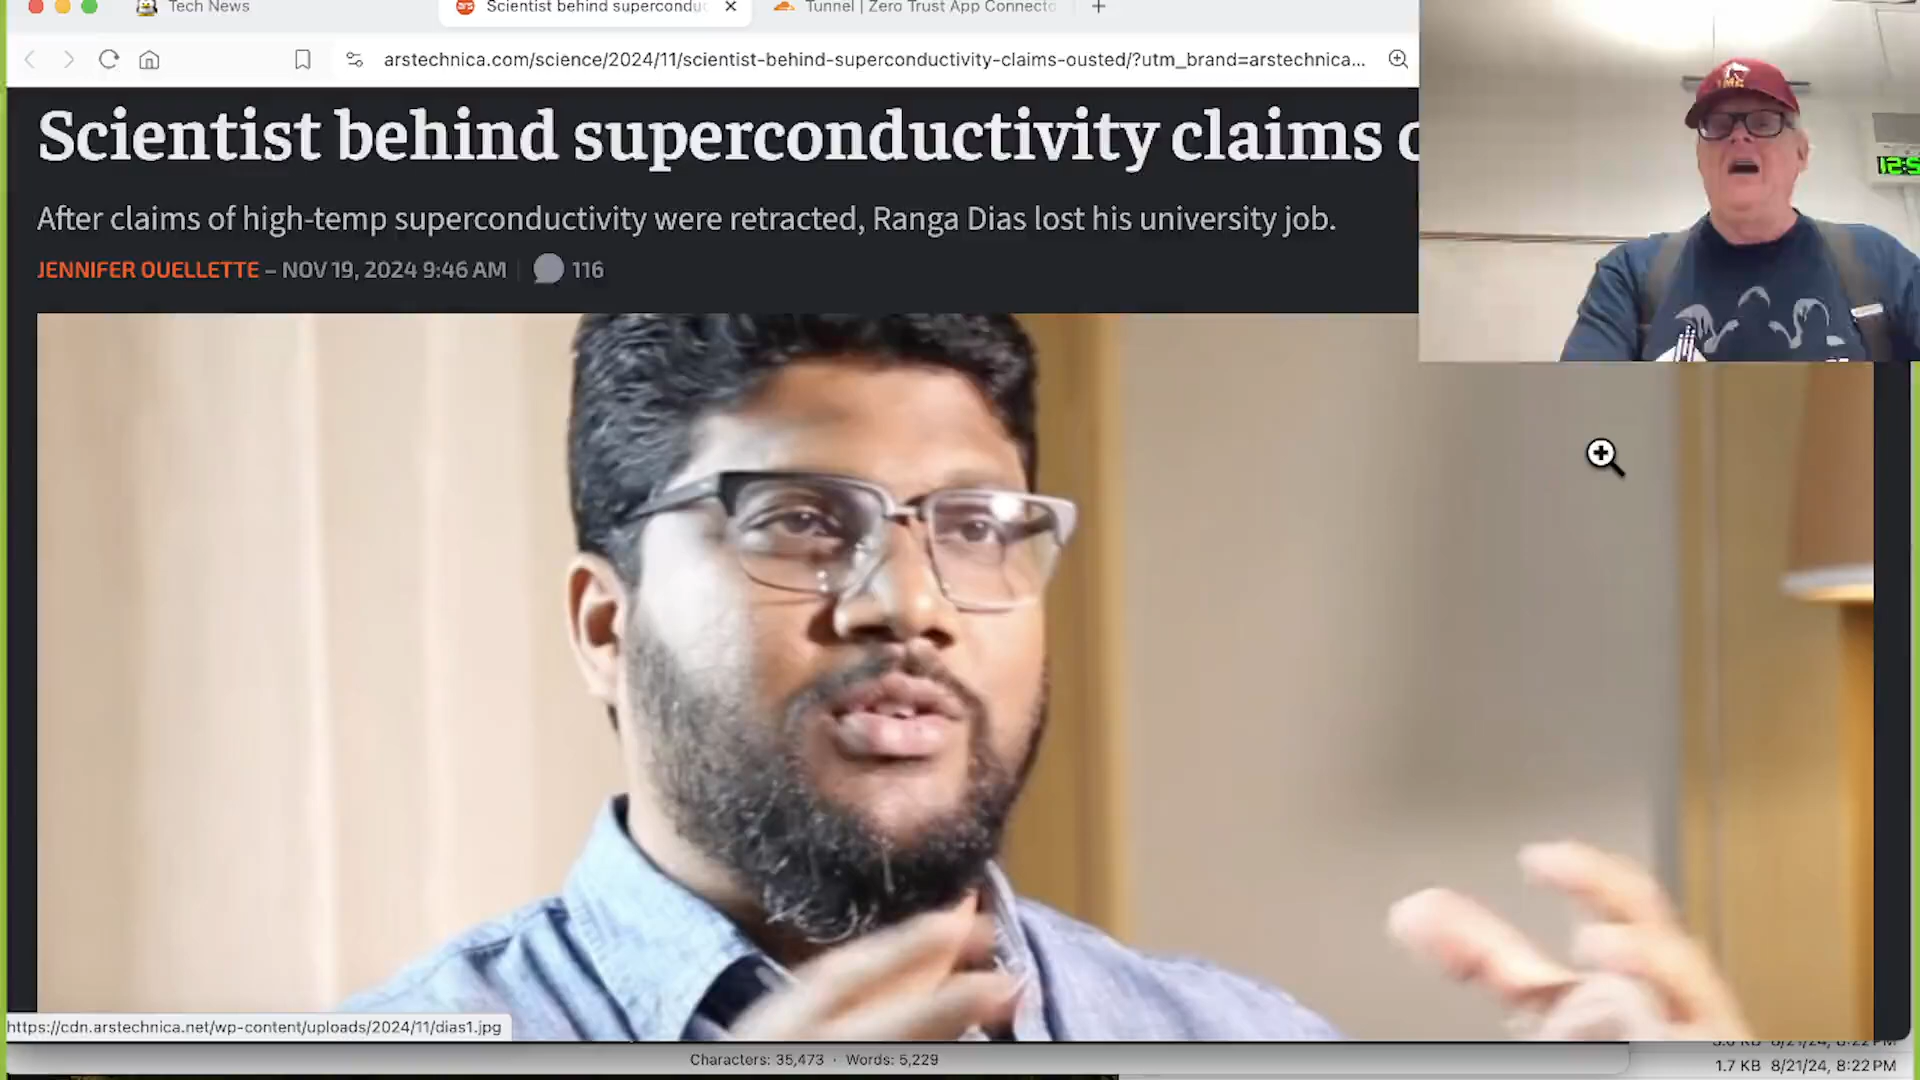 Tech News
Scientist behind supercondu
Tunnel | Zero Trust App Connecto
arstechnica.com/science/2024/11/scientist-behind-superconductivity-claims-ousted/?utm_brand=arstechnica...
Scientist behind superconductivity claims
After claims of high-temp superconductivity were retracted, Ranga Dias lost his university job.
JENNIFER OUELLETTE – NOV 19, 2024 9:46 AM 116
12:5
https://cdn.arstechnica.net/wp-content/uploads/2024/11/dias1.jpg
Characters: 35,473 · Words: 5,229
1.7 KB 8/21/24, 8:22 PM